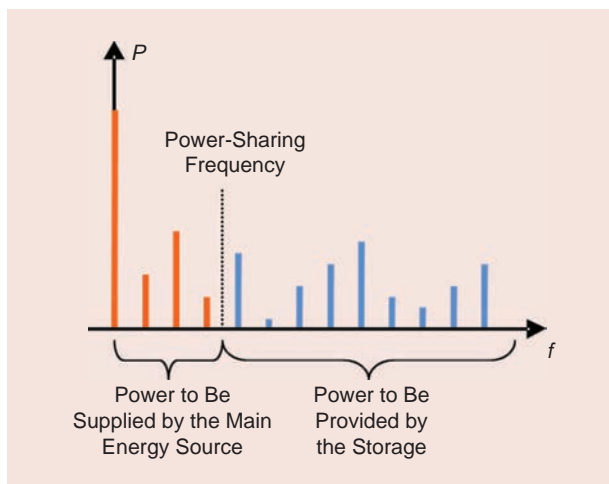 P
Power-Sharing
Frequency
f
Power to Be
Supplied by the Main
Energy Source
Power to Be
Provided by
the Storage